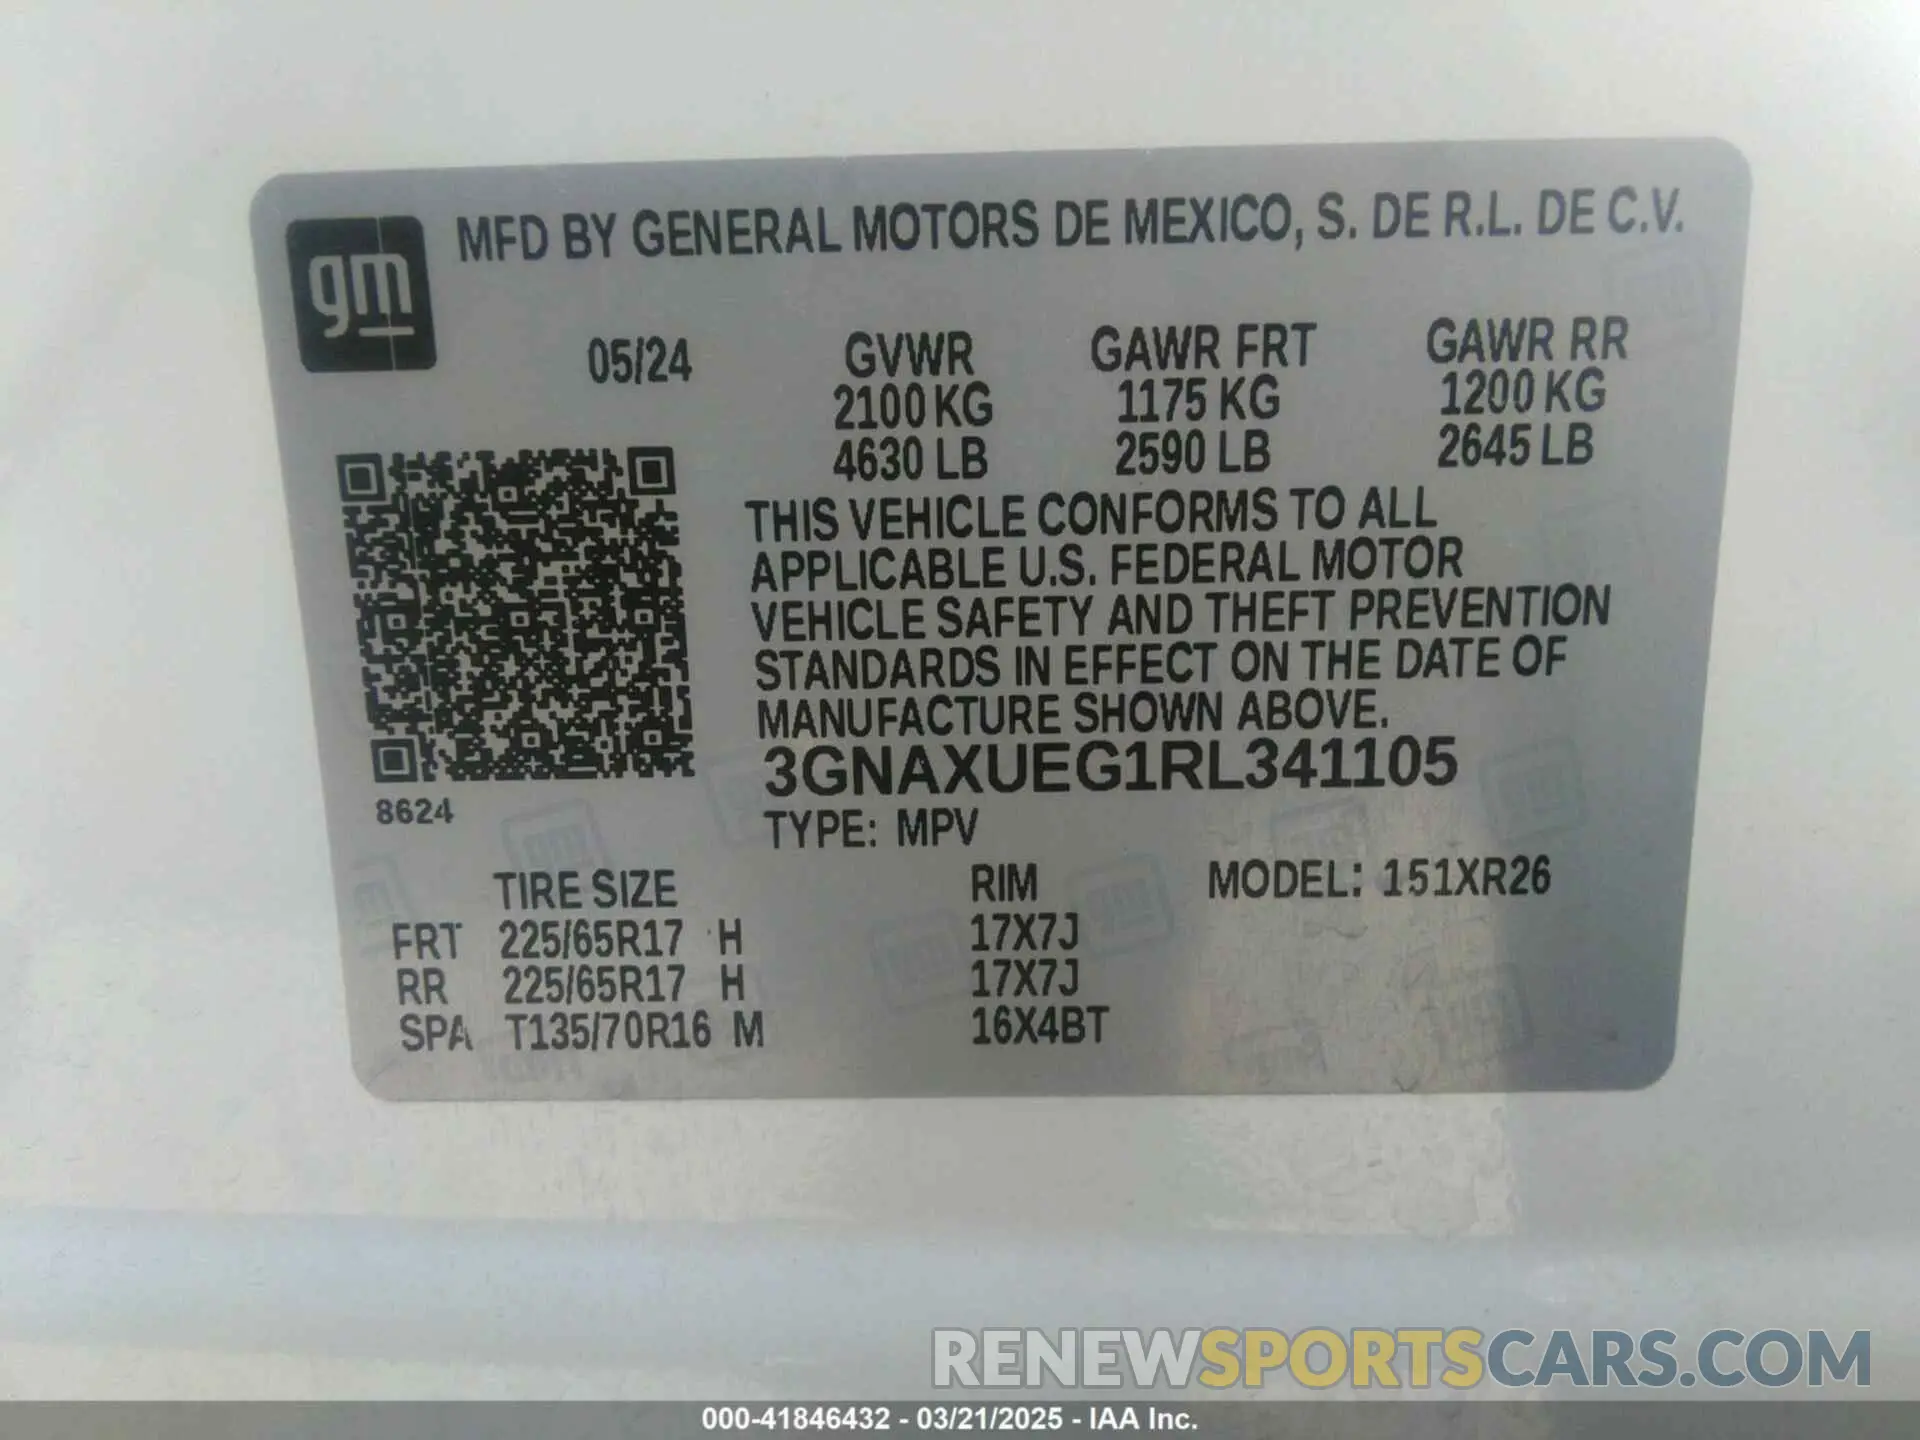 gm
MFD BY GENERAL MOTORS DE MEXICO, S. DE R.L. DE C.V.
05/24 GVWR GAWR FRT GAWR RR
2100 KG 1175 KG 1200 KG
4630 LB 2590 LB 2645 LB
THIS VEHICLE CONFORMS TO ALL
APPLICABLE U.S. FEDERAL MOTOR
VEHICLE SAFETY AND THEFT PREVENTION
STANDARDS IN EFFECT ON THE DATE OF
MANUFACTURE SHOWN ABOVE.
3GNAXUEG1RL341105
8624
TYPE: MPV
TIRE SIZE RIM MODEL: 151XR26
FRT 225/65R17 H 17X7J
RR 225/65R17 H 17X7J
SPA T135/70R16 M 16X4BT
RENEWSPORTSCARS.COM
000-41846432 - 03/21/2025 - IAA Inc.